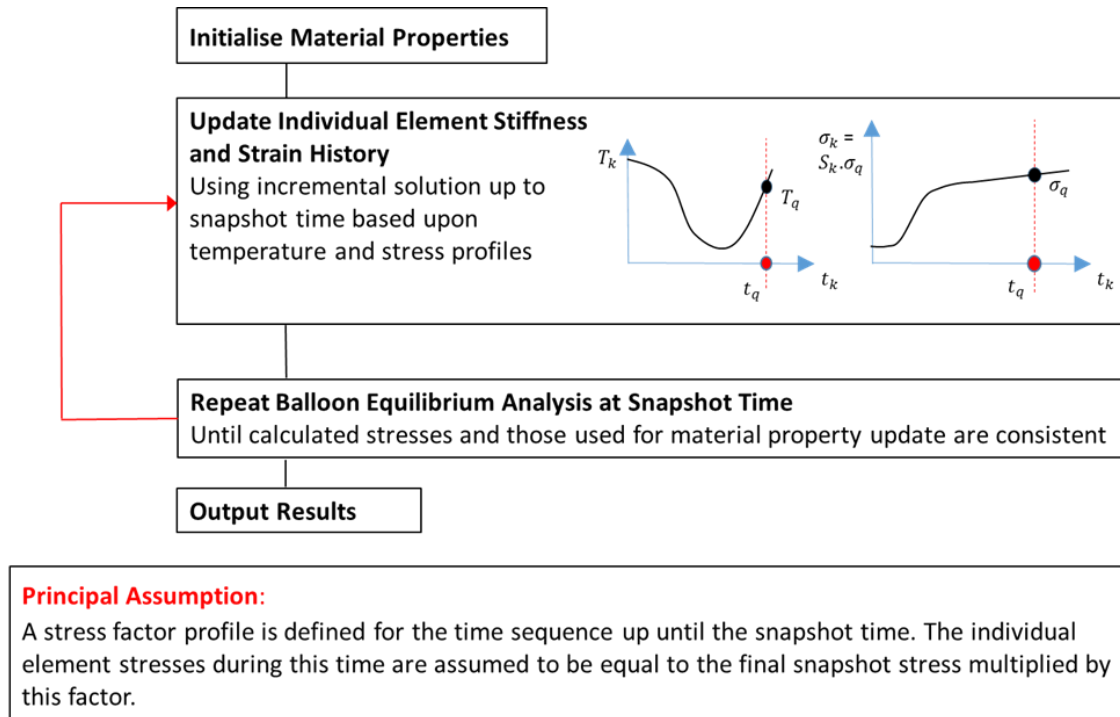 Initialise Material Properties
Update Individual Element Stiffness
and Strain History
Using incremental solution up to
snapshot time based upon
temperature and stress profiles
T_k
T_q
t_q
t_k
σ_k =
S_k.σ_q
σ_q
t_q
t_k
Repeat Balloon Equilibrium Analysis at Snapshot Time
Until calculated stresses and those used for material property update are consistent
Output Results
Principal Assumption:
A stress factor profile is defined for the time sequence up until the snapshot time. The individual
element stresses during this time are assumed to be equal to the final snapshot stress multiplied by
this factor.